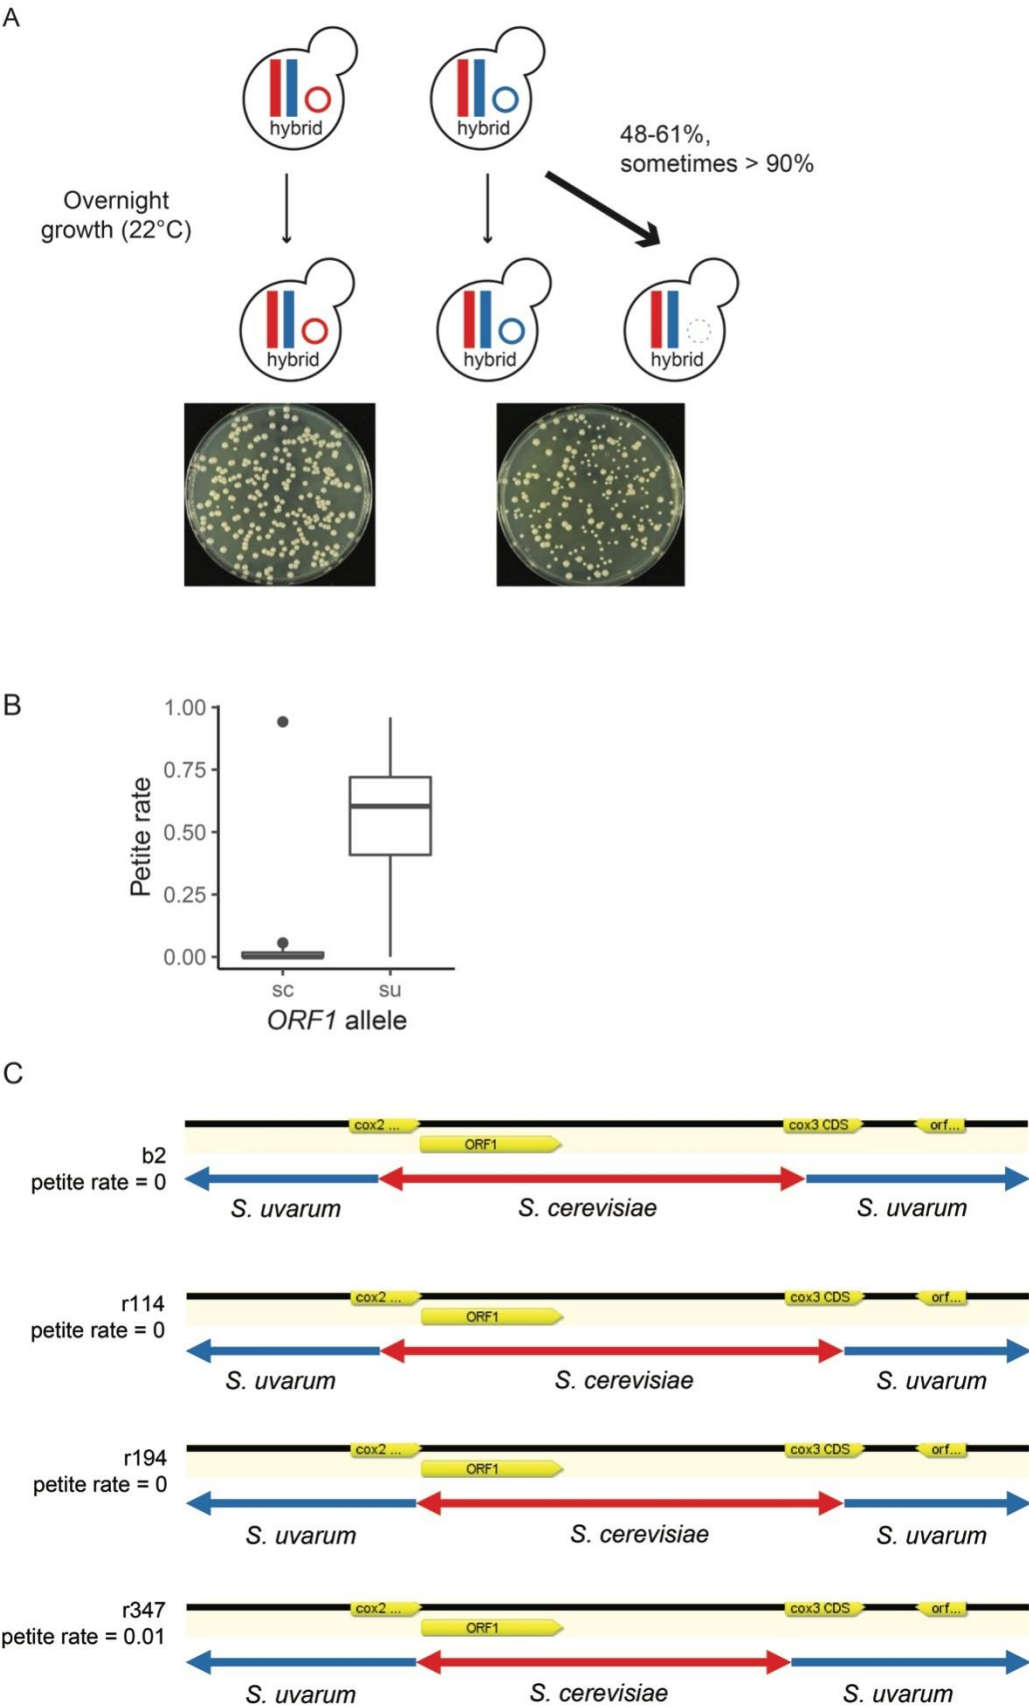 A
hybrid
hybrid
48-61%,
sometimes > 90%
Overnight
growth (22°C)
hybrid
hybrid
hybrid
B
1.00
0.75
0.50
0.25
0.00
Petite rate
sc
su
ORF1 allele
C
cox2 ...
cox3 CDS
orf...
ORF1
b2
petite rate = 0
S. uvarum
S. cerevisiae
S. uvarum
cox2 ...
cox3 CDS
orf...
ORF1
r114
petite rate = 0
S. uvarum
S. cerevisiae
S. uvarum
cox2 ...
cox3 CDS
orf...
r194
ORF1
petite rate = 0
S. uvarum
S. cerevisiae
S. uvarum
cox2 ...
cox3 CDS
orf...
r347
ORF1
petite rate = 0.01
S. uvarum
S. cerevisiae
S. uvarum